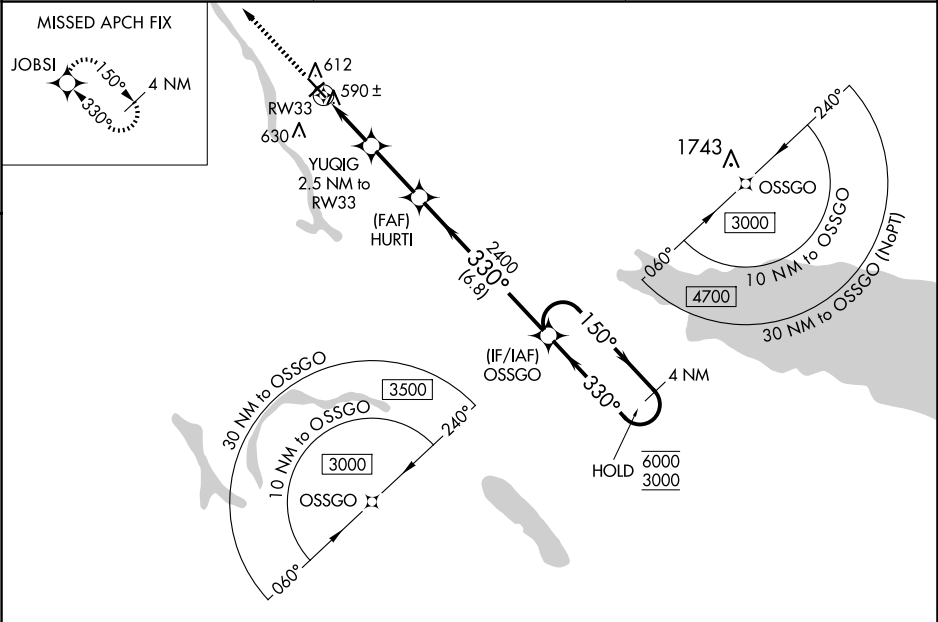 MISSED APCH FIX
JOBSI
150°
4 NM
330°
612
590 ±
RW33
630
YUQIG
2.5 NM to
RW33
(FAF)
HURTI
2400
330°
(6.8)
(IF/IAF)
OSSGO
150°
330°
4 NM
HOLD
6000
3000
240°
1743
OSSGO
3000
10 NM to OSSGO
060°
4700
30 NM to OSSGO (NoPT)
30 NM to OSSGO
3500
10 NM to OSSGO
240°
3000
OSSGO
060°